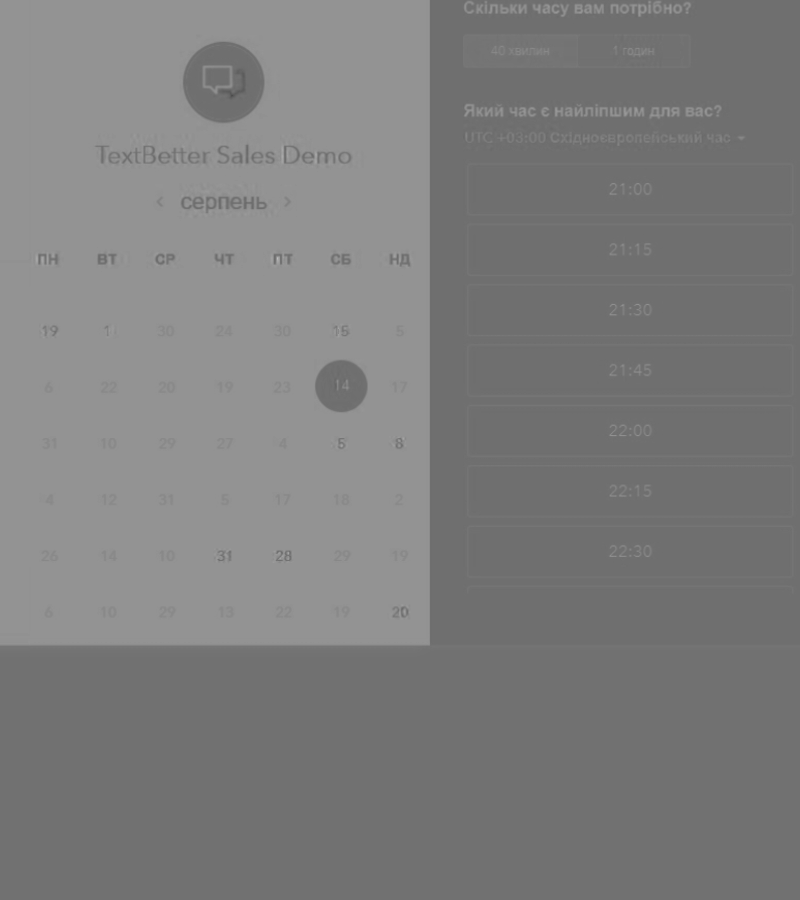 TextBetter Sales Demo
< серпень >
ПН ВТ СР ЧТ ПТ СБ НД
19 1 30 24 30 15 5
6 22 20 19 23 14 17
31 10 29 27 4 5 8
4 12 31 5 17 18 2
26 14 10 31 28 29 19
6 10 29 13 22 19 20
Скільки часу вам потрібно?
40 хвилин 1 годин
Який час є найліпшим для вас?
UTC +03:00 Східноєвропейський час
21:00
21:15
21:30
21:45
22:00
22:15
22:30